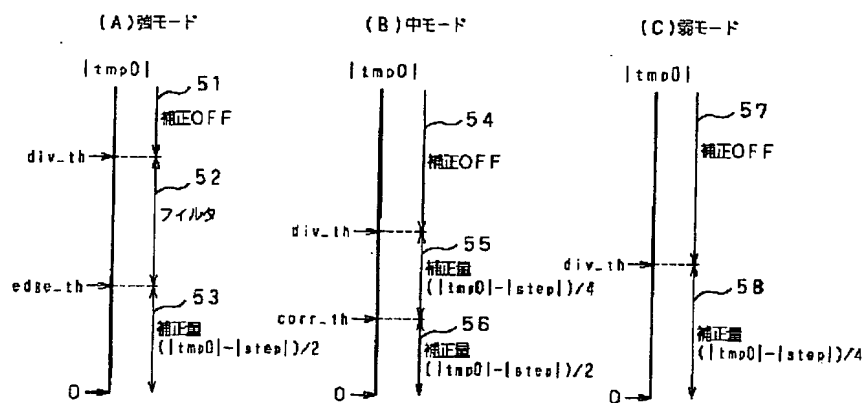 (A)強モード
|tmp0|
51
補正OFF
div_th
52
フィルタ
edge_th
53
補正量
(|tmp0|-|step|)/2
0
(B)中モード
|tmp0|
54
補正OFF
div_th
55
補正量
(|tmp0|-|step|)/4
corr_th
56
補正量
(|tmp0|-|step|)/2
0
(C)弱モード
|tmp0|
57
補正OFF
div_th
58
補正量
(|tmp0|-|step|)/4
0